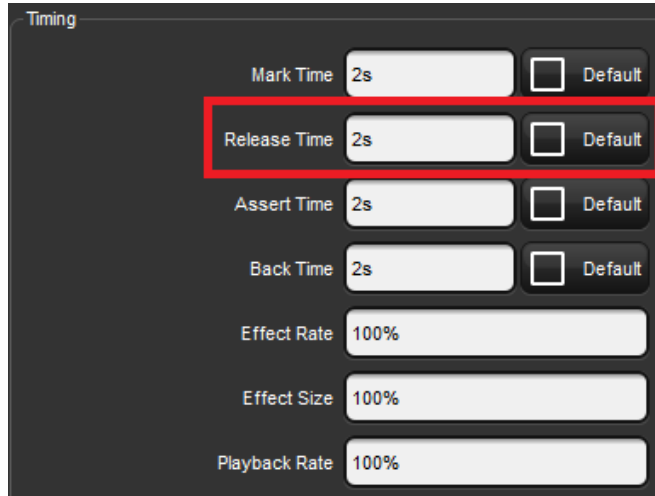 Timing
Mark Time 2s Default
Release Time 2s Default
Assert Time 2s Default
Back Time 2s Default
Effect Rate 100%
Effect Size 100%
Playback Rate 100%